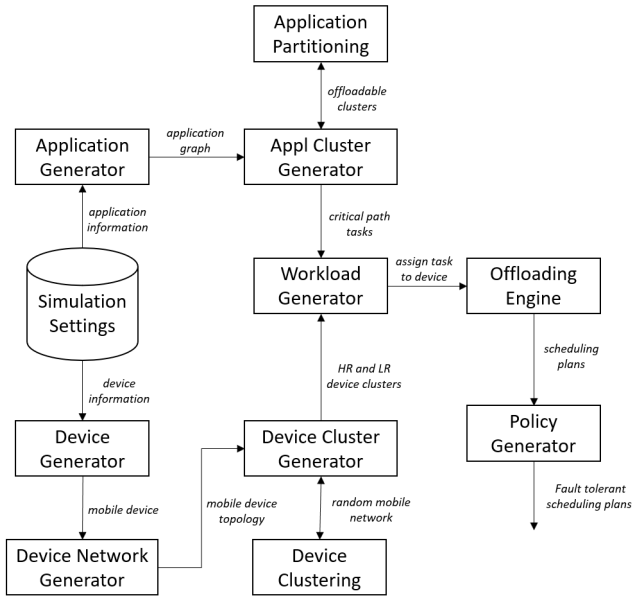 Application
Partitioning
offloadable
clusters
application
graph
Application
Generator
Appl Cluster
Generator
application
information
critical path
tasks
Simulation
Settings
Workload
Generator
assign task
to device
Offloading
Engine
device
information
HR and LR
device clusters
scheduling
plans
Device
Generator
Device Cluster
Generator
Policy
Generator
mobile device
mobile device
topology
random mobile
network
Fault tolerant
scheduling plans
Device Network
Generator
Device
Clustering